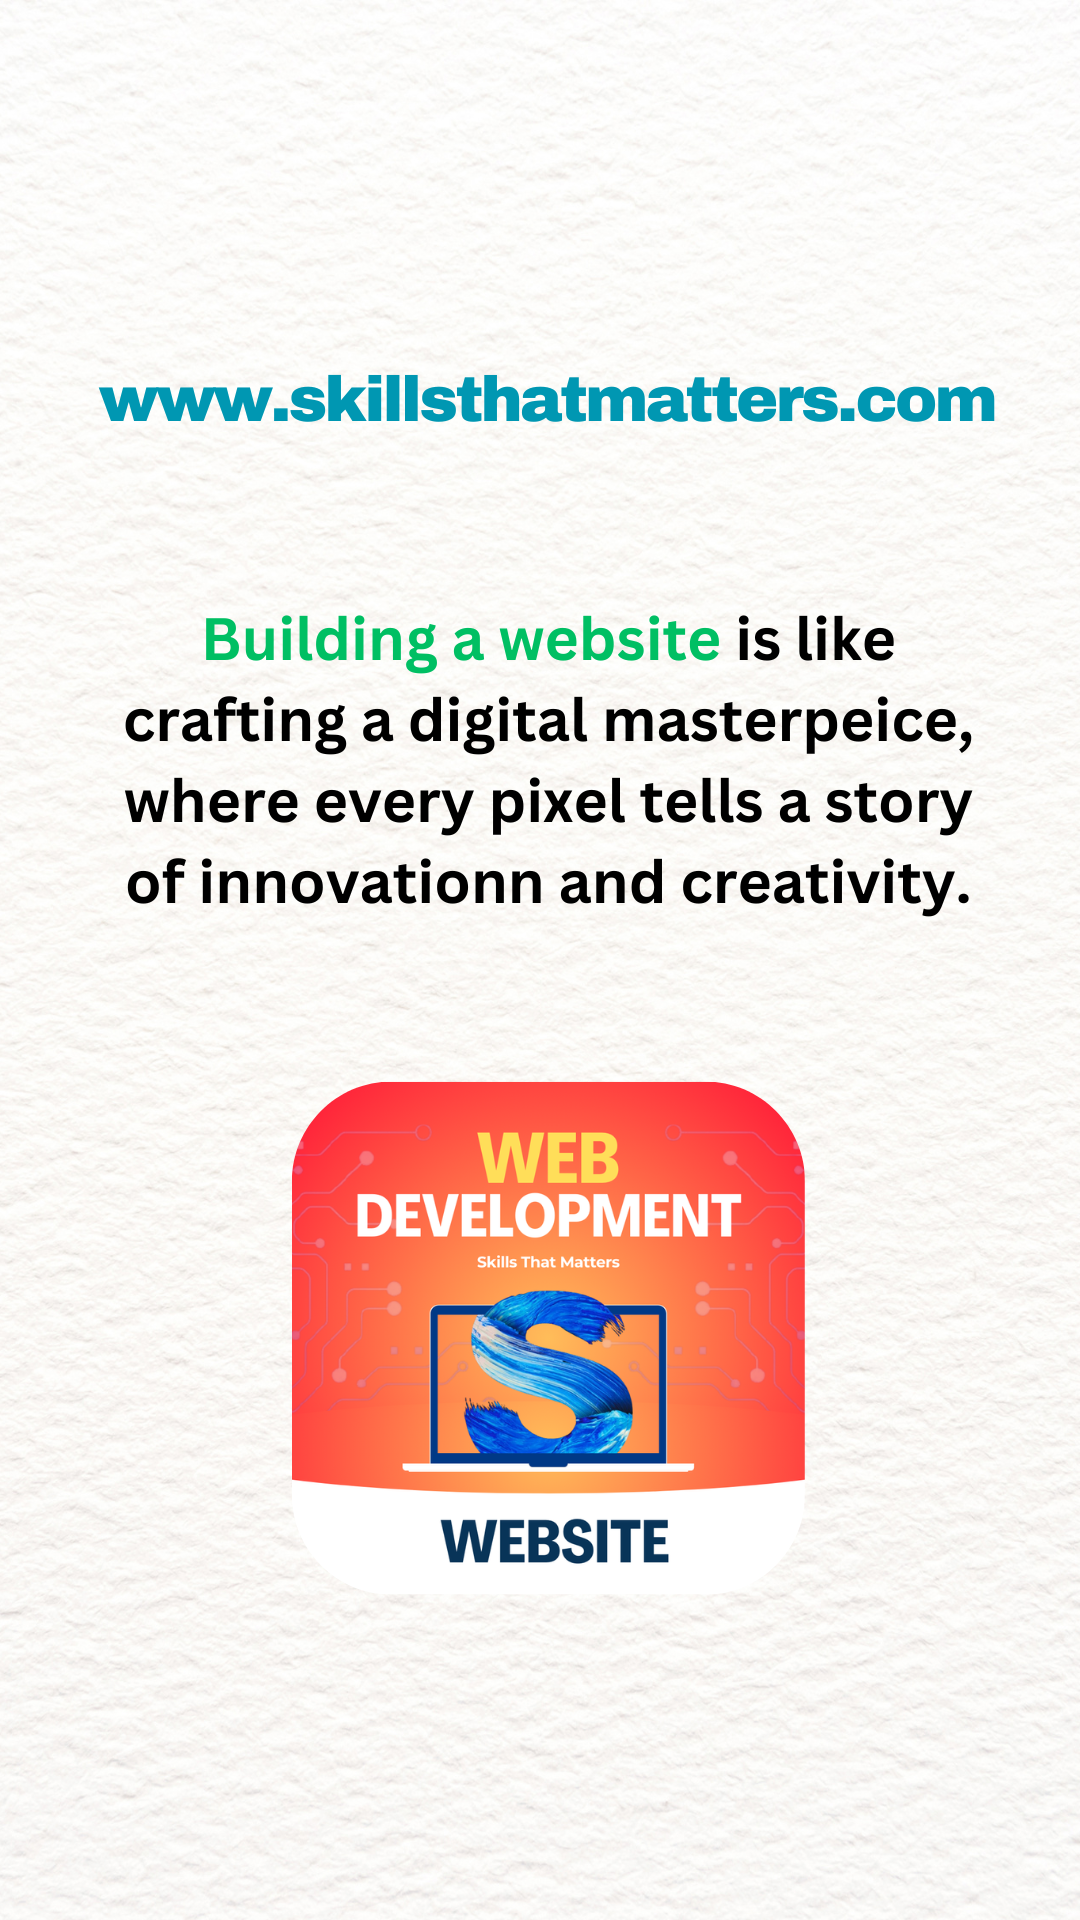 www.skillsthatmatters.com
Building a website is like
crafting a digital masterpeice,
where every pixel tells a story
of innovationn and creativity.
WEB
DEVELOPMENT
Skills That Matters
S
WEBSITE